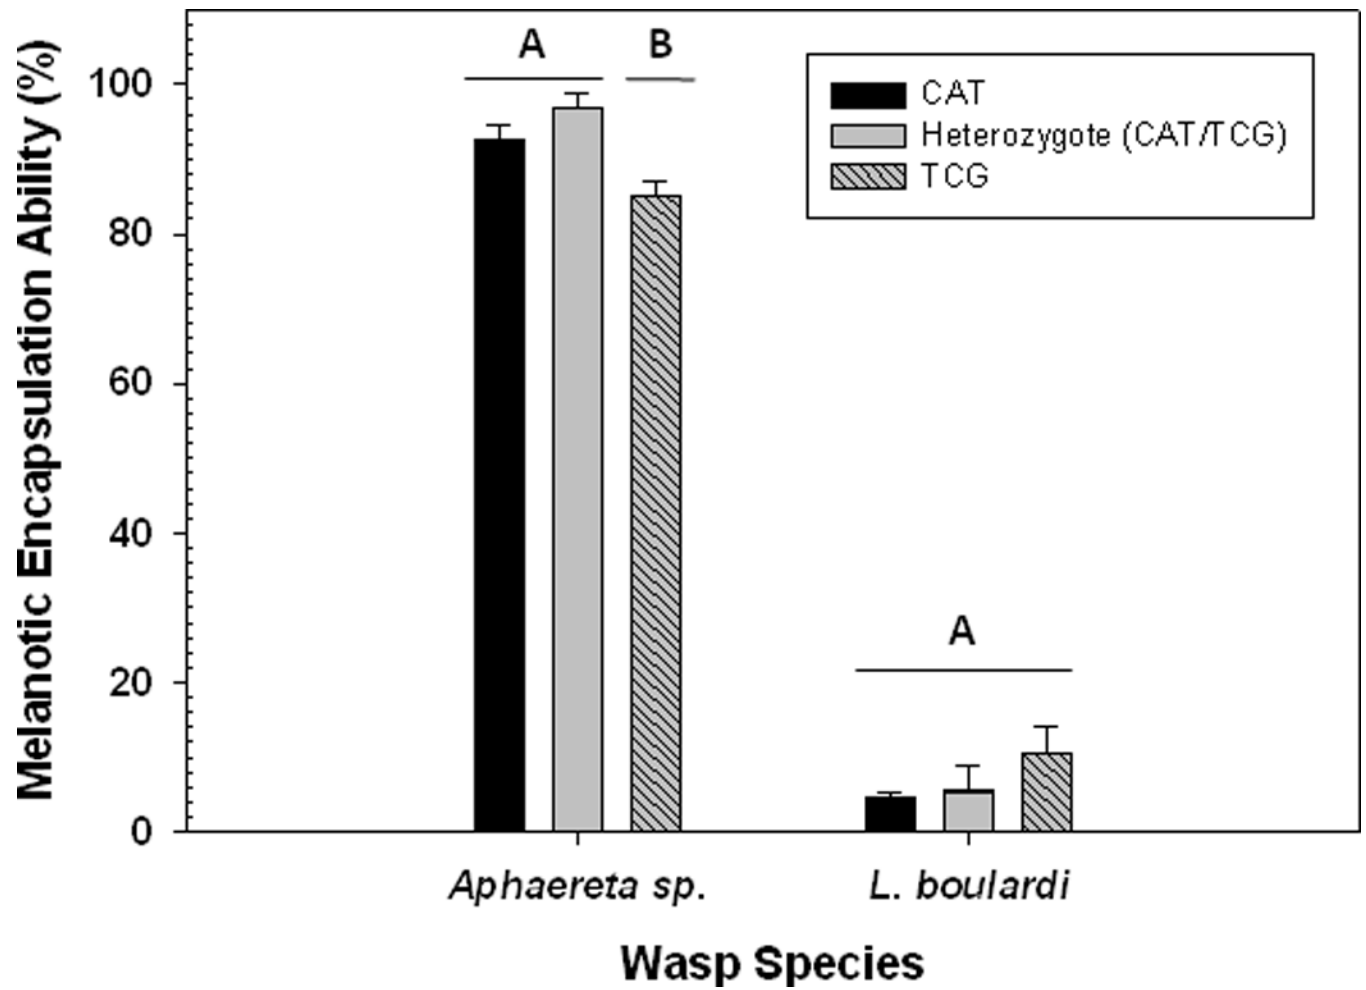 Melanotic Encapsulation Ability (%)
100
80
60
40
20
0
A
B
A
CAT
Heterozygote (CAT/TCG)
TCG
Aphaereta sp.
L. boulardi
Wasp Species